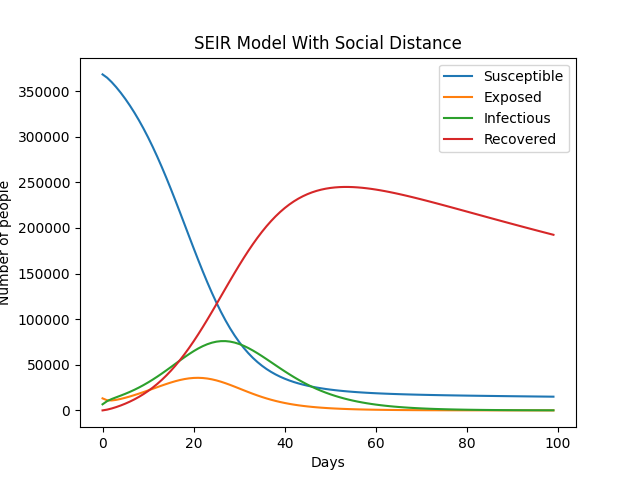 SEIR Model With Social Distance
Susceptible
Exposed
Infectious
Recovered
350000
300000
250000
200000
150000
100000
50000
0
Number of people
0 20 40 60 80 100
Days